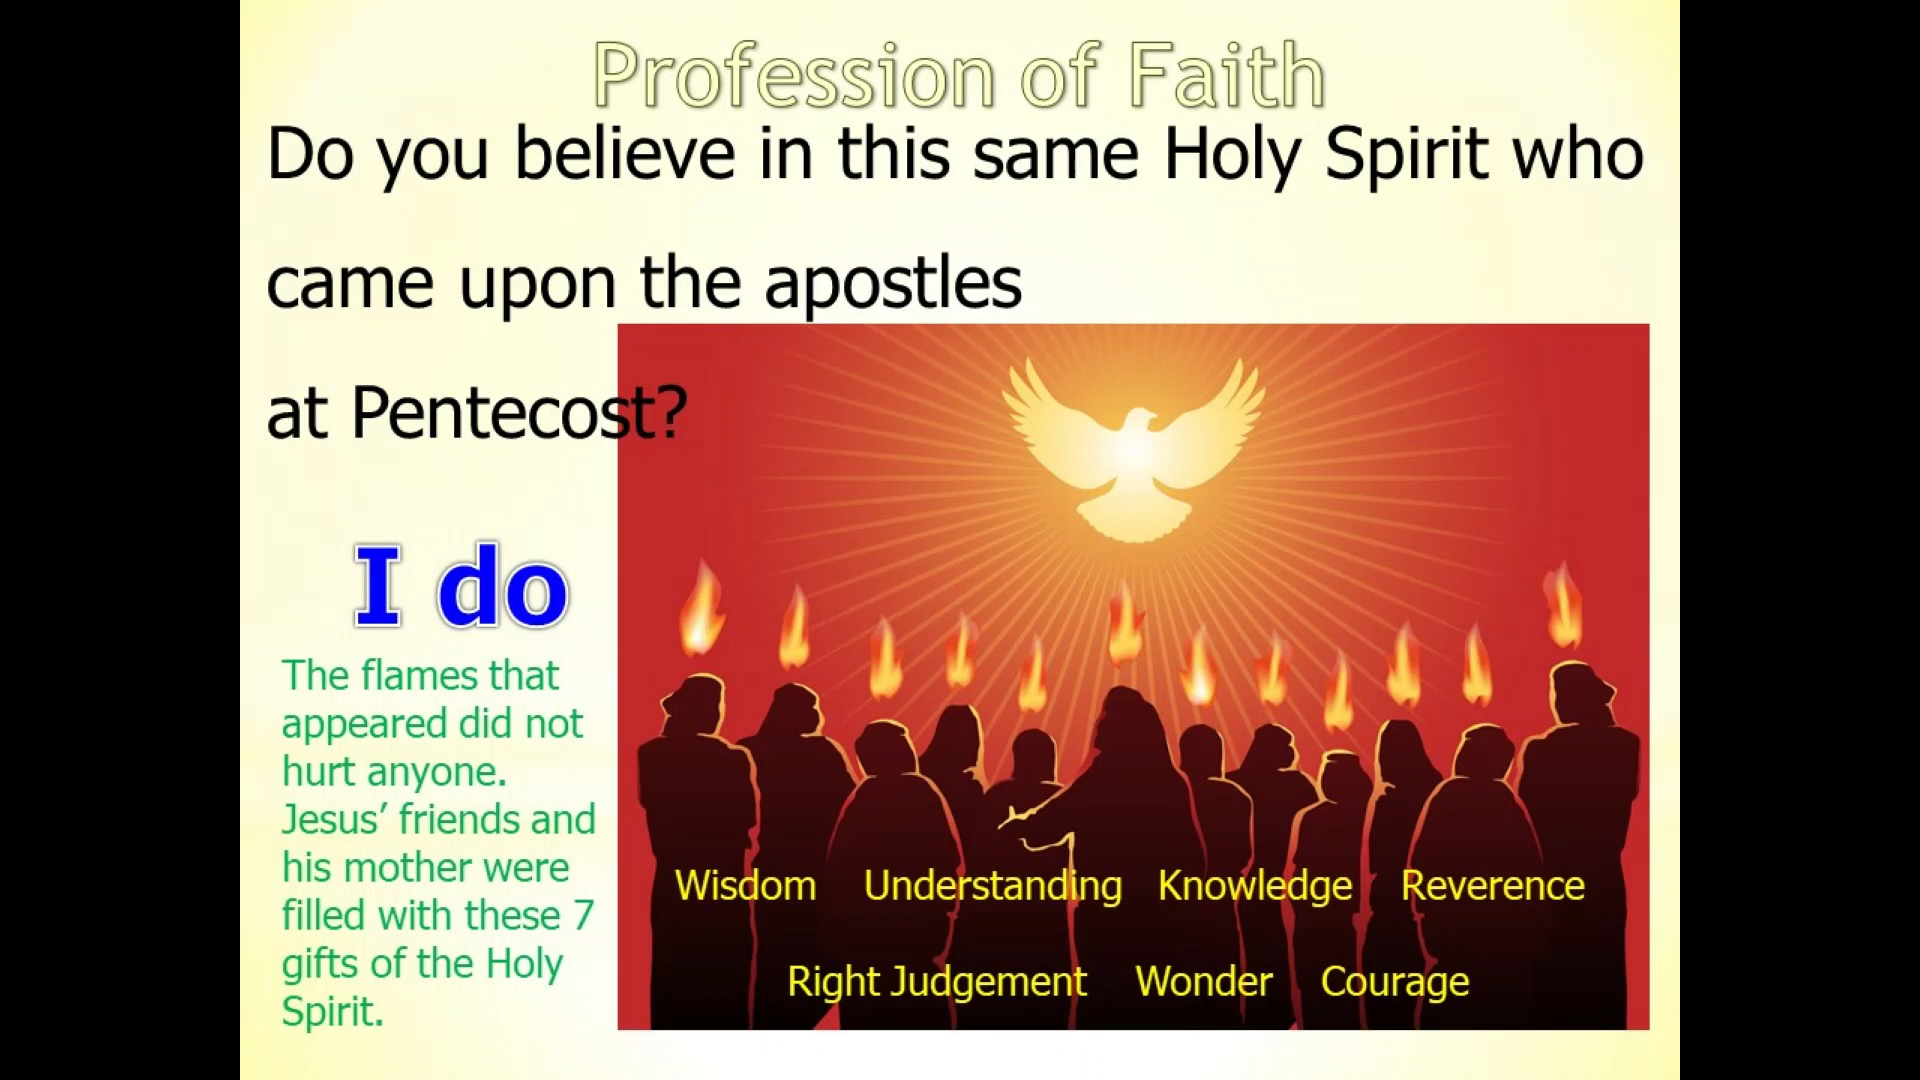 Profession of Faith
Do you believe in this same Holy Spirit who
came upon the apostles
at Pentecost?
I do
The flames that
appeared did not
hurt anyone.
Jesus’ friends and
his mother were
filled with these 7
gifts of the Holy
Spirit.
Wisdom Understanding Knowledge Reverence
Right Judgement Wonder Courage